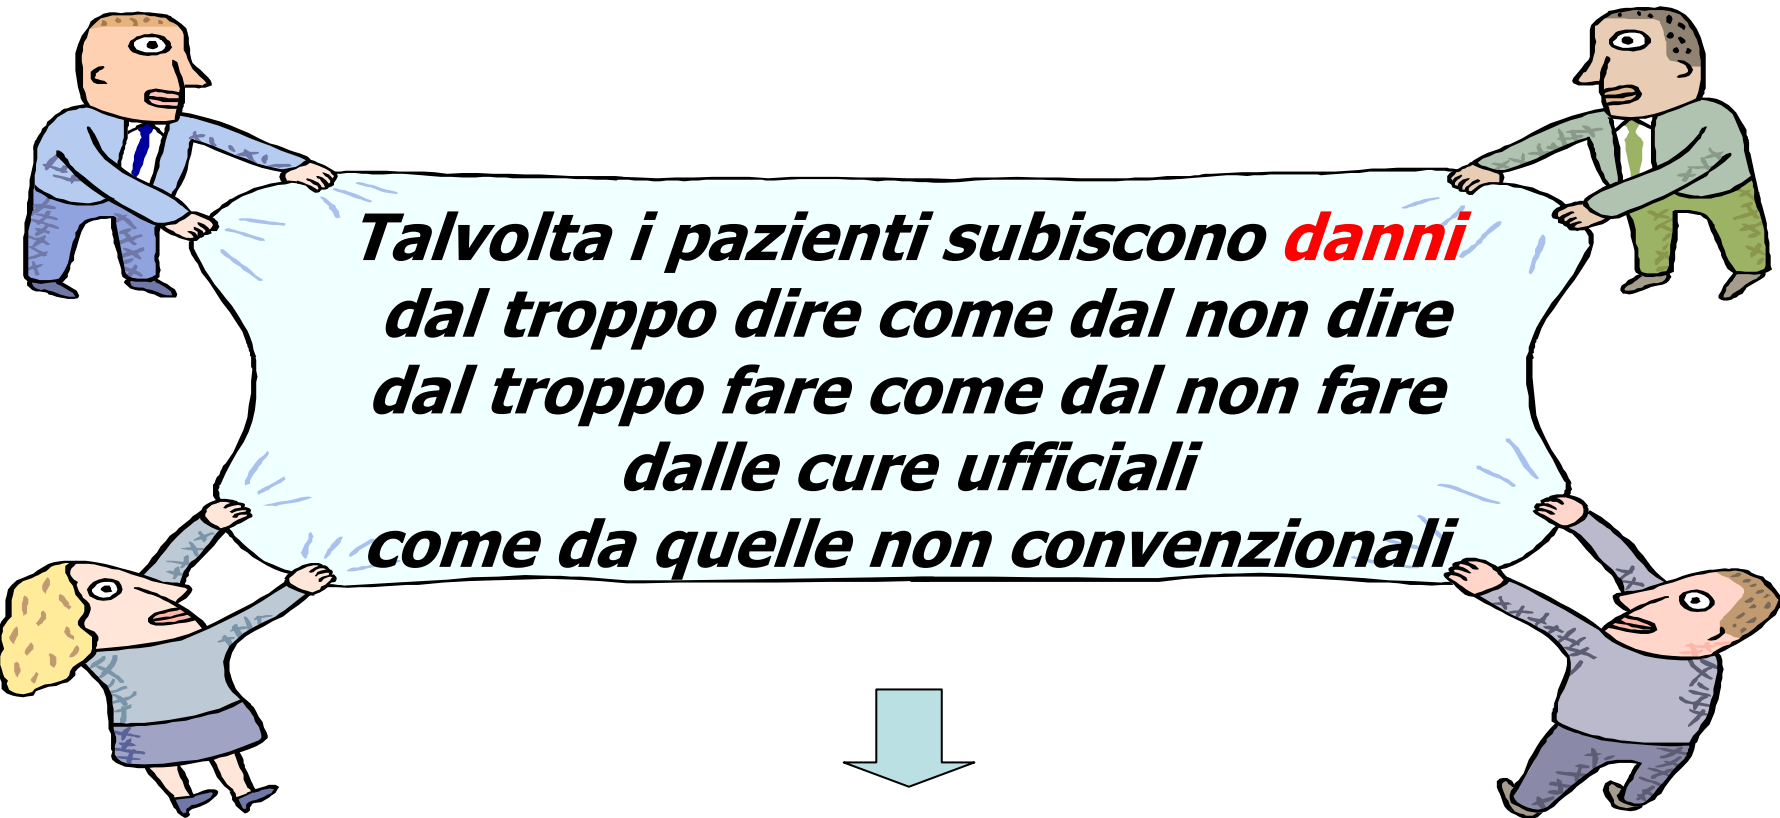 Talvolta i pazienti subiscono danni
dal troppo dire come dal non dire
dal troppo fare come dal non fare
dalle cure ufficiali
come da quelle non convenzionali